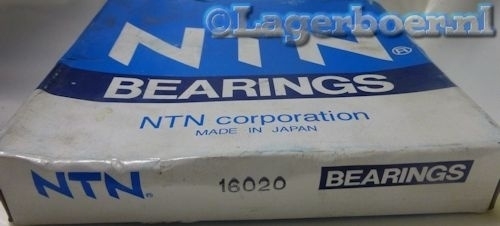 ©Lagerboer.nl
NTN®
BEARINGS
NTN corporation
MADE IN JAPAN
NTN® 16020 BEARINGS